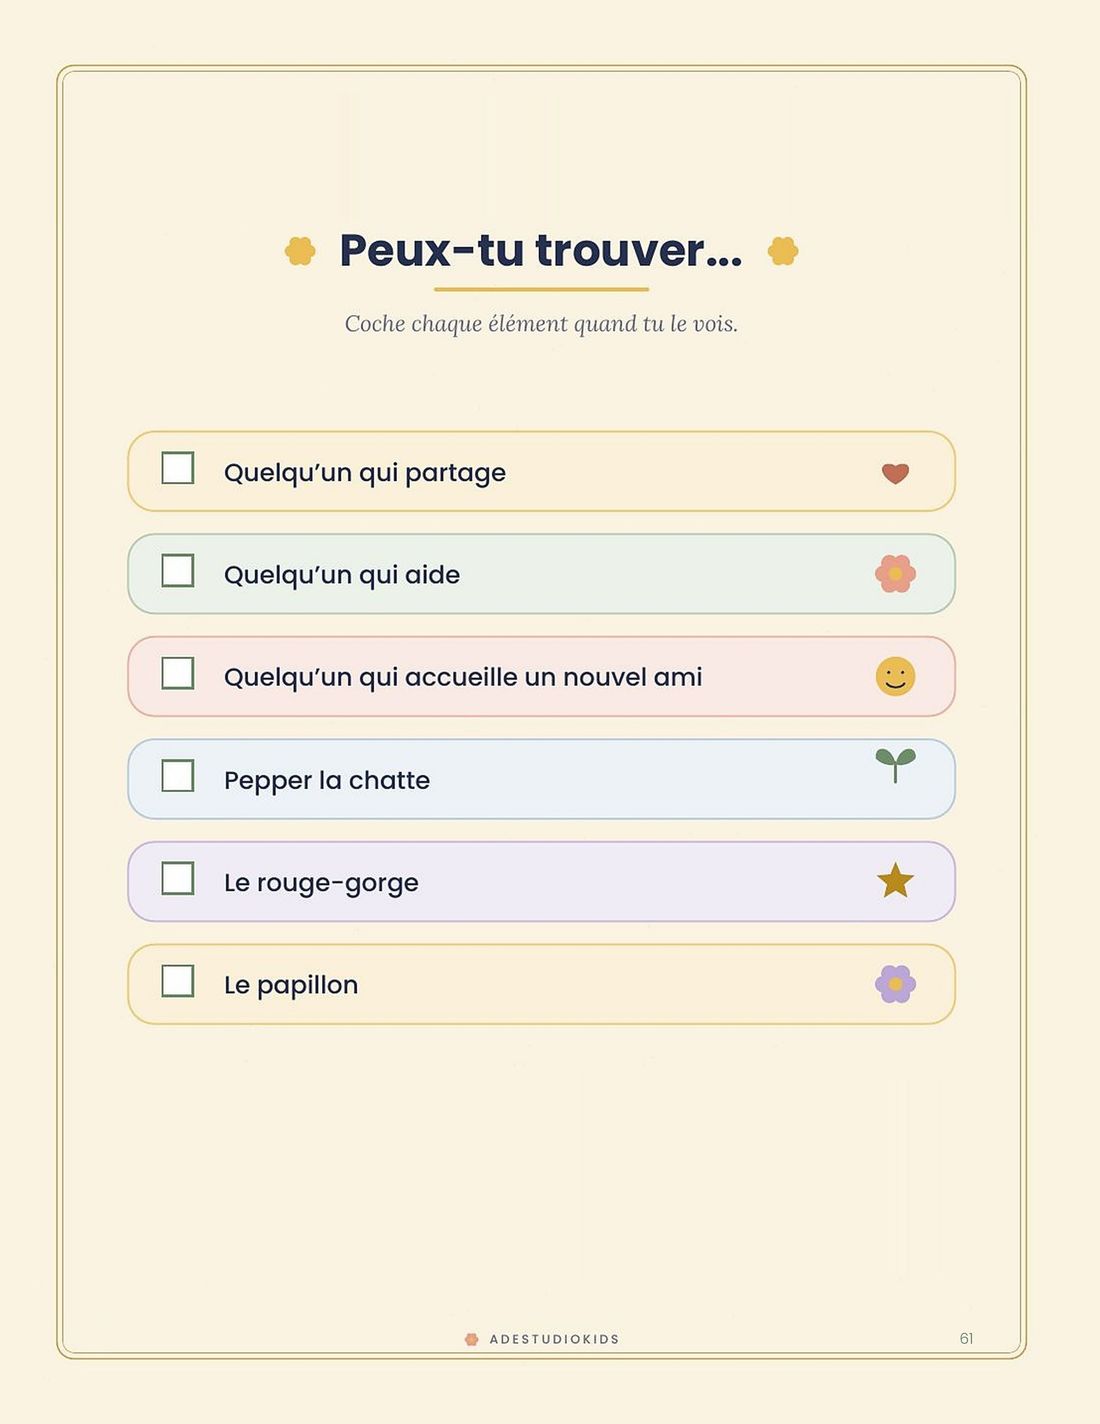 Peux-tu trouver...
Coche chaque élément quand tu le vois.
Quelqu’un qui partage
Quelqu’un qui aide
Quelqu’un qui accueille un nouvel ami
Pepper la chatte
Le rouge-gorge
Le papillon
ADESTUDIOKIDS
61